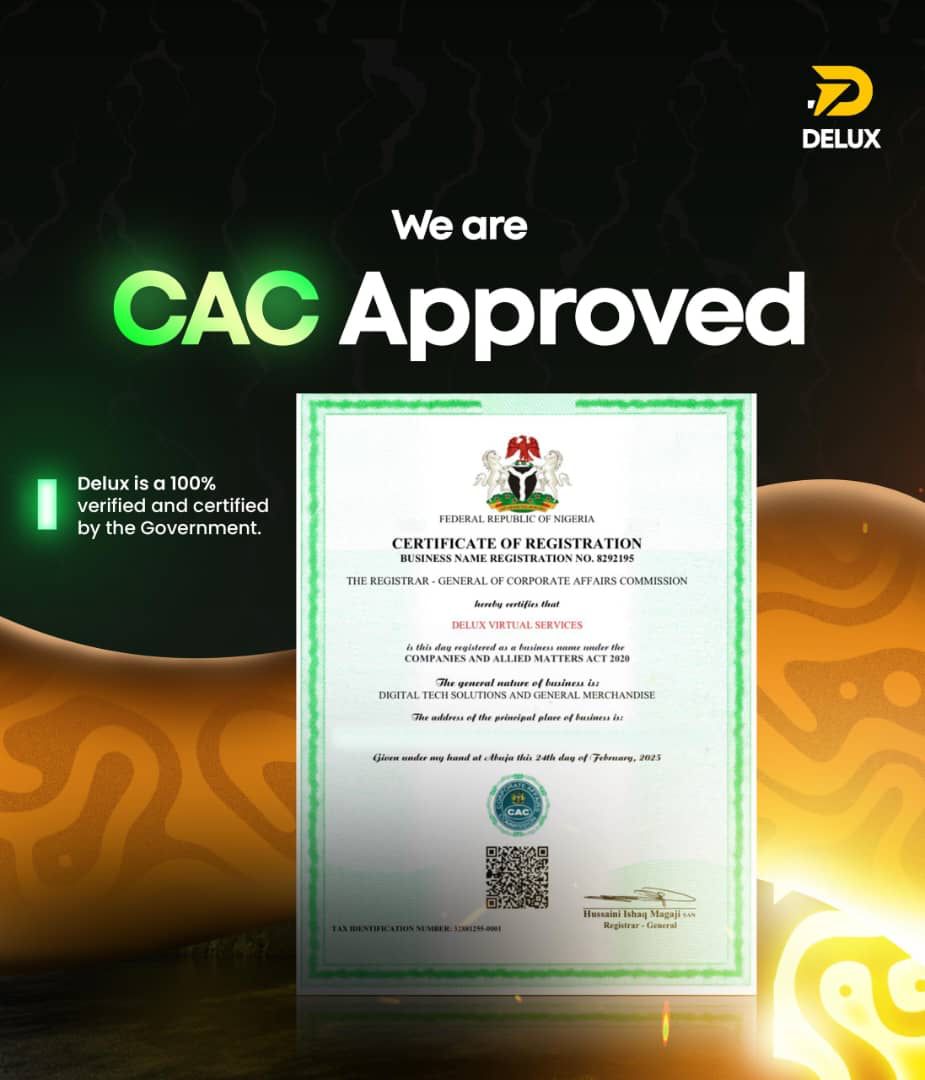 DELUX
We are
CAC Approved
Delux is a 100%
verified and certified
by the Government.
FEDERAL REPUBLIC OF NIGERIA
CERTIFICATE OF REGISTRATION
BUSINESS NAME REGISTRATION NO. 8292195
THE REGISTRAR - GENERAL OF CORPORATE AFFAIRS COMMISSION
hereby certifies that
DELUX VIRTUAL SERVICES
is this day registered as a business name under the
COMPANIES AND ALLIED MATTERS ACT 2020
The general nature of business is:
DIGITAL TECH SOLUTIONS AND GENERAL MERCHANDISE
The address of the principal place of business is:
Given under my hand at Abuja this 24th day of February, 2025
CORPORATE AFFAIRS
CAC
Hussaini Ishaq Magaji SAN
Registrar - General
TAX IDENTIFICATION NUMBER: